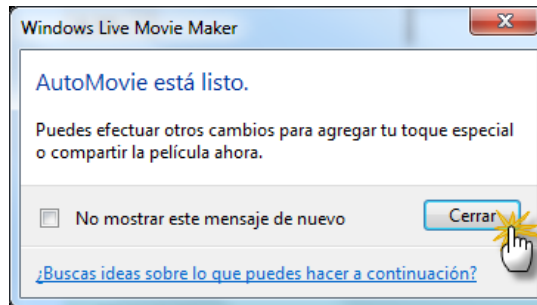 Windows Live Movie Maker
AutoMovie está listo.
Puedes efectuar otros cambios para agregar tu toque especial
o compartir la película ahora.
No mostrar este mensaje de nuevo
Cerrar
¿Buscas ideas sobre lo que puedes hacer a continuación?